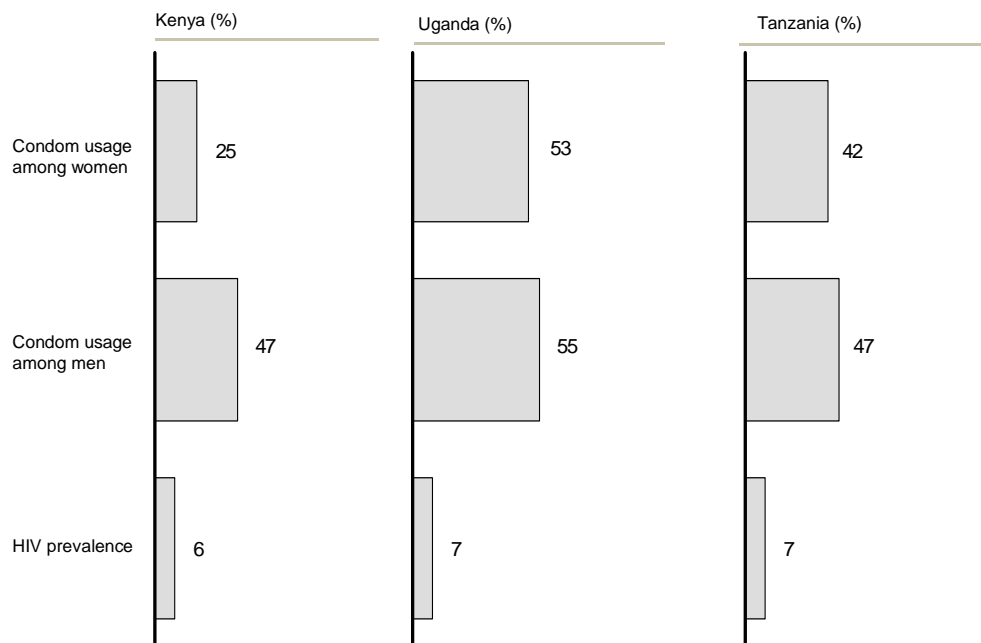 Kenya (%)
Uganda (%)
Tanzania (%)
Condom usage
among women
25
53
42
Condom usage
among men
47
55
47
HIV prevalence
6
7
7